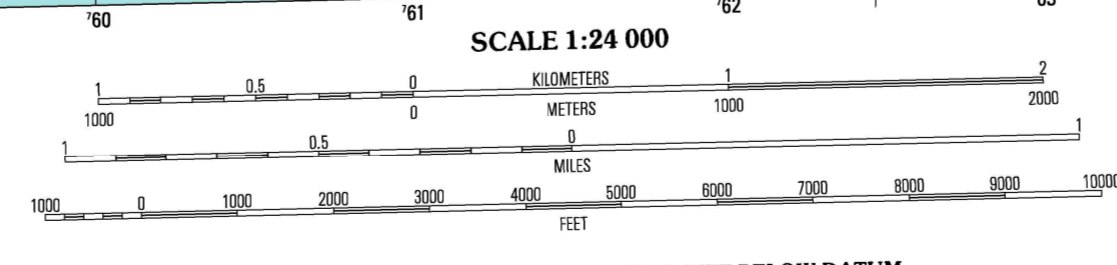 ⁷60 ⁷61 ⁷62
SCALE 1:24 000
1 0.5 0 KILOMETERS 1 2
1000 0 METERS 1000 2000
1 0.5 0 1
MILES
1000 0 1000 2000 3000 4000 5000 6000 7000 8000 9000 10000
FEET
DATUM